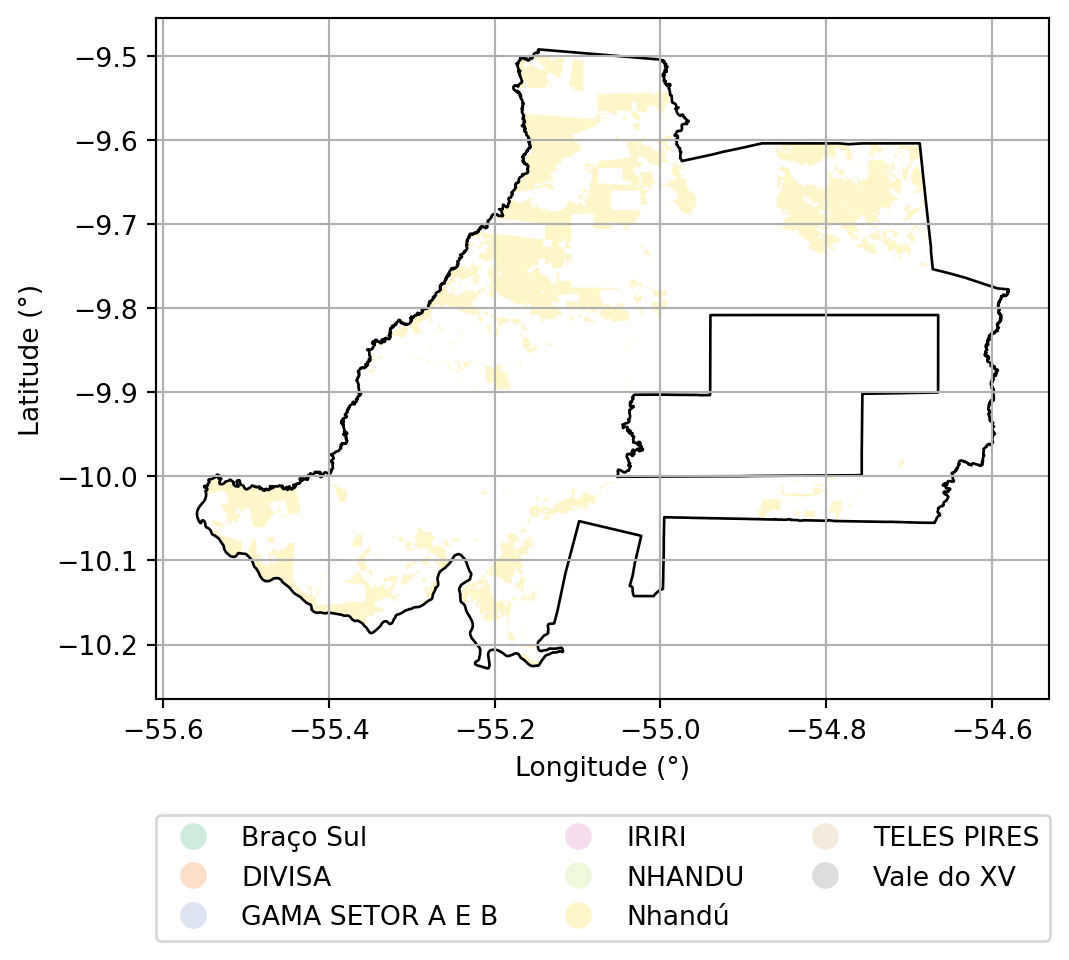 −9.5
−9.6
−9.7
−9.8
−9.9
−10.0
−10.1
−10.2
Latitude (°)
−55.6 −55.4 −55.2 −55.0 −54.8 −54.6
Longitude (°)
Braço Sul IRIRI TELES PIRES
DIVISA NHANDU Vale do XV
GAMA SETOR A E B Nhandú